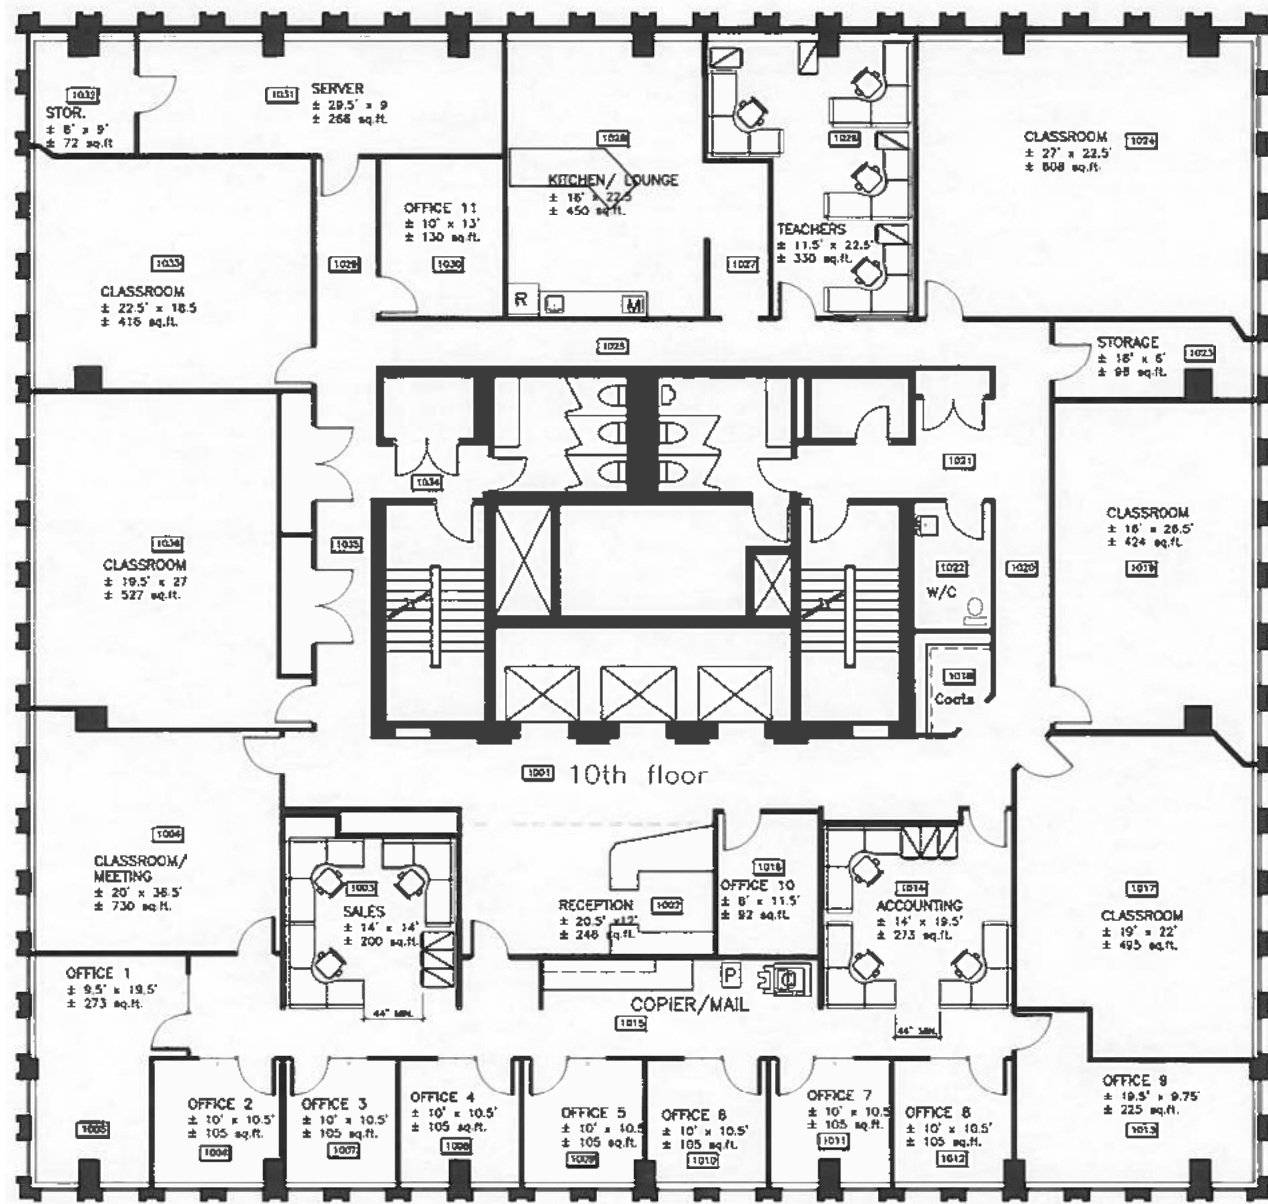 1032
STOR.
± 8' x 9'
± 72 sq.ft
1031
SERVER
± 29.5' x 9
± 266 sq.ft.
1028
KITCHEN/ LOUNGE
± 16' x 22.5
± 450 sq.ft.
R
M
1026
TEACHERS
± 11.5' x 22.5'
± 330 sq.ft.
CLASSROOM
± 27' x 22.5'
± 608 sq.ft.
1024
OFFICE 11
± 10' x 13'
± 130 sq.ft.
1030
1029
1027
1033
CLASSROOM
± 22.5' x 18.5
± 416 sq.ft.
1025
STORAGE
± 16' x 6'
± 96 sq.ft.
1023
1034
1021
1036
CLASSROOM
± 19.5' x 27
± 527 sq.ft.
1035
1022
W/C
1020
CLASSROOM
± 16' x 26.5'
± 424 sq.ft.
1019
1018
Coats
1001
10th floor
1004
CLASSROOM/
MEETING
± 20' x 36.5'
± 730 sq.ft.
1003
SALES
± 14' x 14'
± 200 sq.ft.
44" MIN.
RECEPTION
± 20.5' x12'
± 246 sq.ft.
1002
1016
OFFICE 10
± 8' x 11.5'
± 92 sq.ft.
1014
ACCOUNTING
± 14' x 19.5'
± 273 sq.ft.
44" MIN.
1017
CLASSROOM
± 19' x 22'
± 495 sq.ft.
P
COPIER/MAIL
1015
OFFICE 1
± 9,5' x 19,5'
± 273 sq.ft.
1005
OFFICE 2
± 10' x 10.5'
± 105 sq.ft.
1006
OFFICE 3
± 10' x 10.5'
± 105 sq.ft.
1007
OFFICE 4
± 10' x 10.5'
± 105 sq.ft.
1008
OFFICE 5
± 10' x 10.5
± 105 sq.ft.
1009
OFFICE 6
± 10' x 10.5'
± 105 sq.ft.
1010
OFFICE 7
± 10' x 10.5
± 105 sq.ft.
1011
OFFICE 8
± 10' x 10.5'
± 105 sq.ft.
1012
OFFICE 9
± 19.5' x 9.75'
± 225 sq.ft.
1013